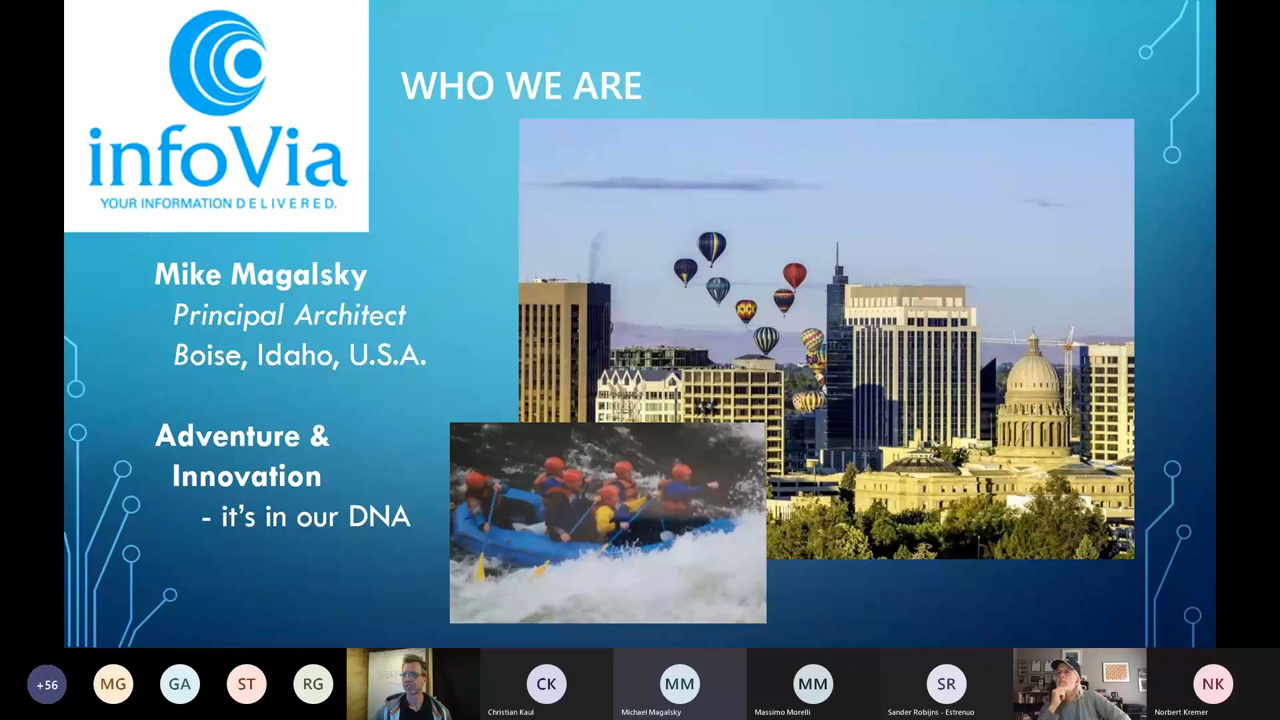 infoVia
YOUR INFORMATION DELIVERED.
WHO WE ARE
Mike Magalsky
Principal Architect
Boise, Idaho, U.S.A.
Adventure &
Innovation
- it's in our DNA
+56
MG
GA
ST
RG
CK
Christian Kaul
MM
Michael Magalsky
MM
Massimo Morelli
SR
Sander Robijns - Estrenuo
NK
Norbert Kremer